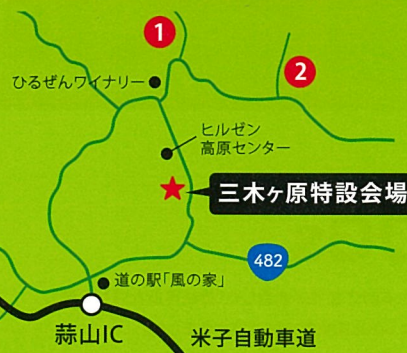 1
2
ひるぜんワイナリー
ヒルゼン
高原センター
三木ヶ原特設会場
482
道の駅「風の家」
蒜山IC
米子自動車道